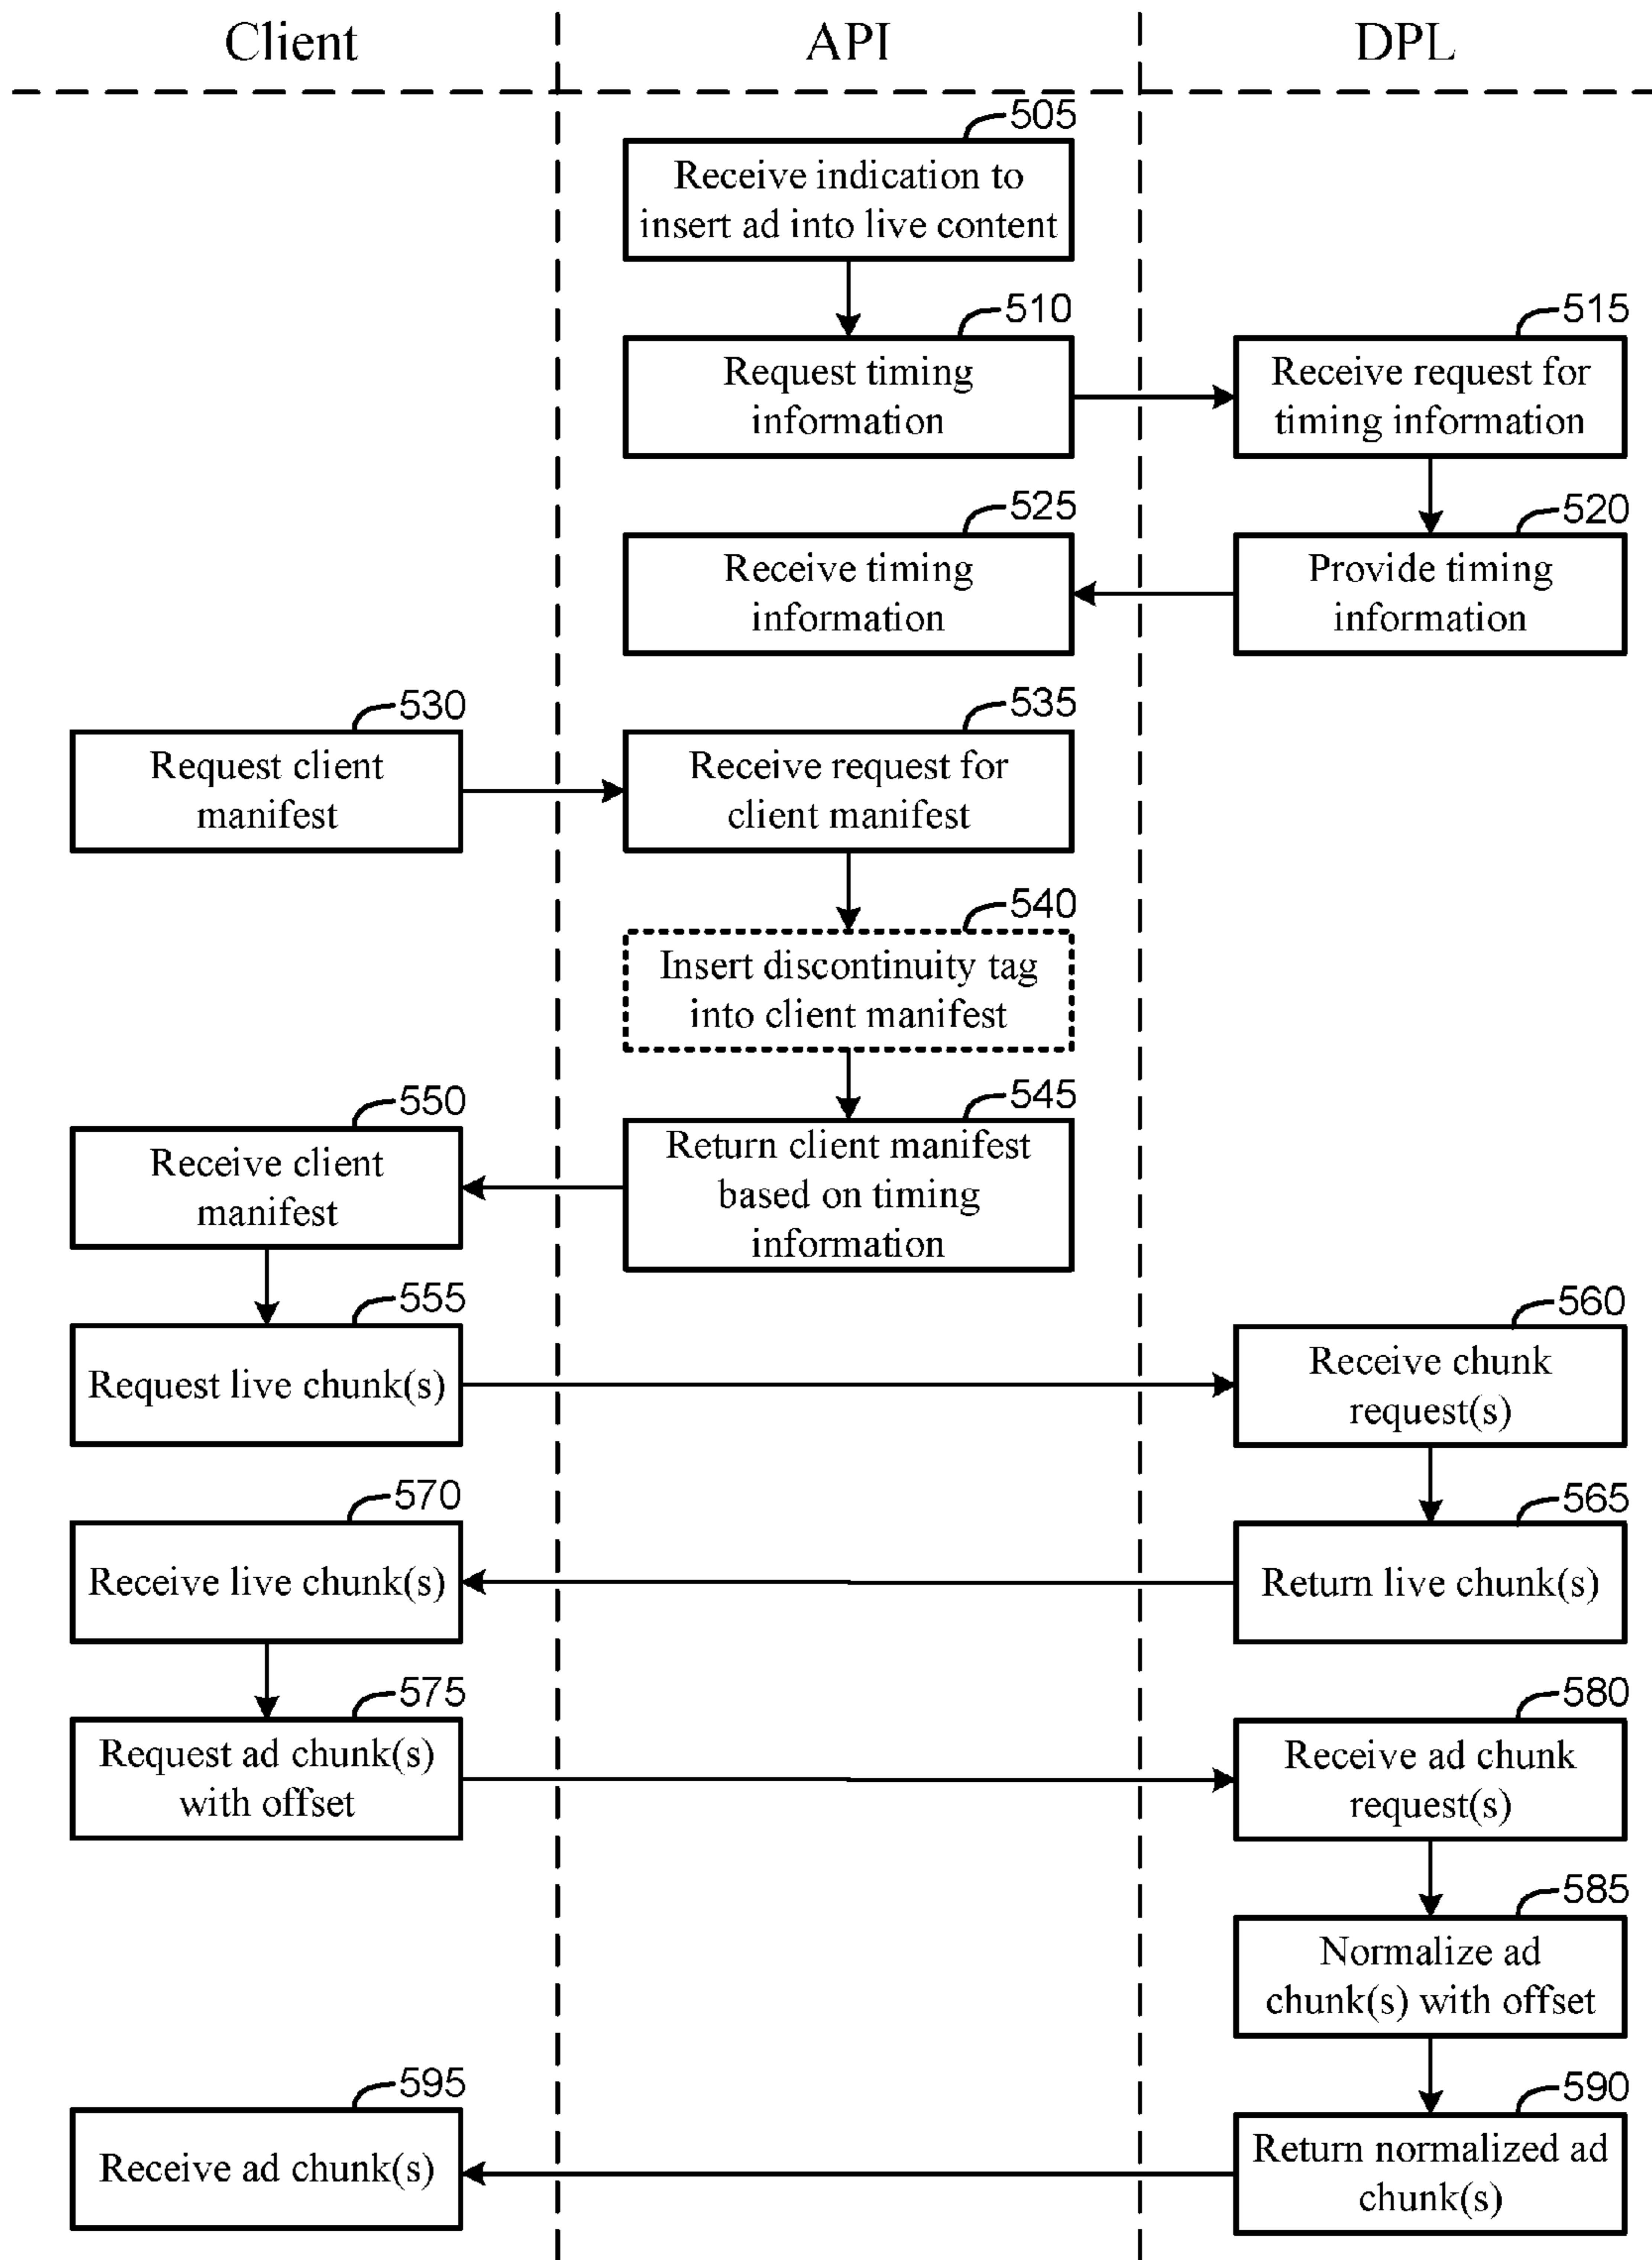 Client
API
DPL
505
Receive indication to
insert ad into live content
510
Request timing
information
515
Receive request for
timing information
525
Receive timing
information
520
Provide timing
information
530
Request client
manifest
535
Receive request for
client manifest
540
Insert discontinuity tag
into client manifest
550
Receive client
manifest
545
Return client manifest
based on timing
information
555
Request live chunk(s)
560
Receive chunk
request(s)
570
Receive live chunk(s)
565
Return live chunk(s)
575
Request ad chunk(s)
with offset
580
Receive ad chunk
request(s)
585
Normalize ad
chunk(s) with offset
595
Receive ad chunk(s)
590
Return normalized ad
chunk(s)